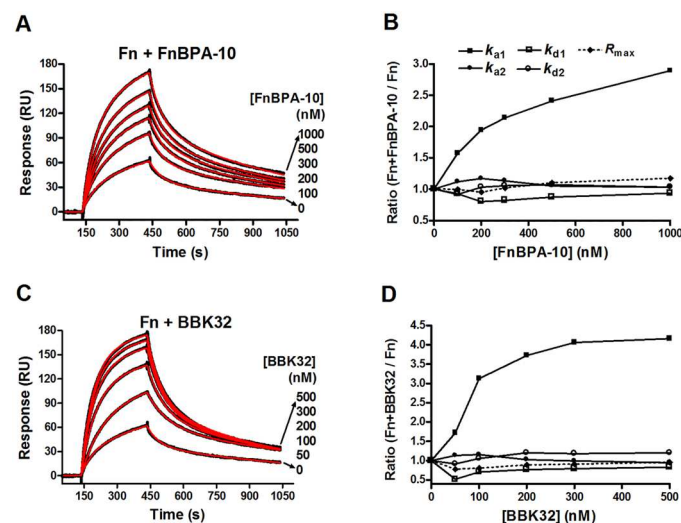 A
Fn + FnBPA-10
Response (RU)
180
150
120
90
60
30
0
150 300 450 600 750 900 1050
Time (s)
[FnBPA-10]
(nM)
1000
500
300
200
100
0
B
ka1 kd1 Rmax
ka2 kd2
Ratio (Fn+FnBPA-10 / Fn)
3.0
2.5
2.0
1.5
1.0
0.5
0 200 400 600 800 1000
[FnBPA-10] (nM)
C
Fn + BBK32
Response (RU)
180
150
120
90
60
30
0
150 300 450 600 750 900 1050
Time (s)
[BBK32]
(nM)
500
300
200
100
50
0
D
Ratio (Fn+BBK32 / Fn)
4.5
4.0
3.5
3.0
2.5
2.0
1.5
1.0
0.5
0 100 200 300 400 500
[BBK32] (nM)